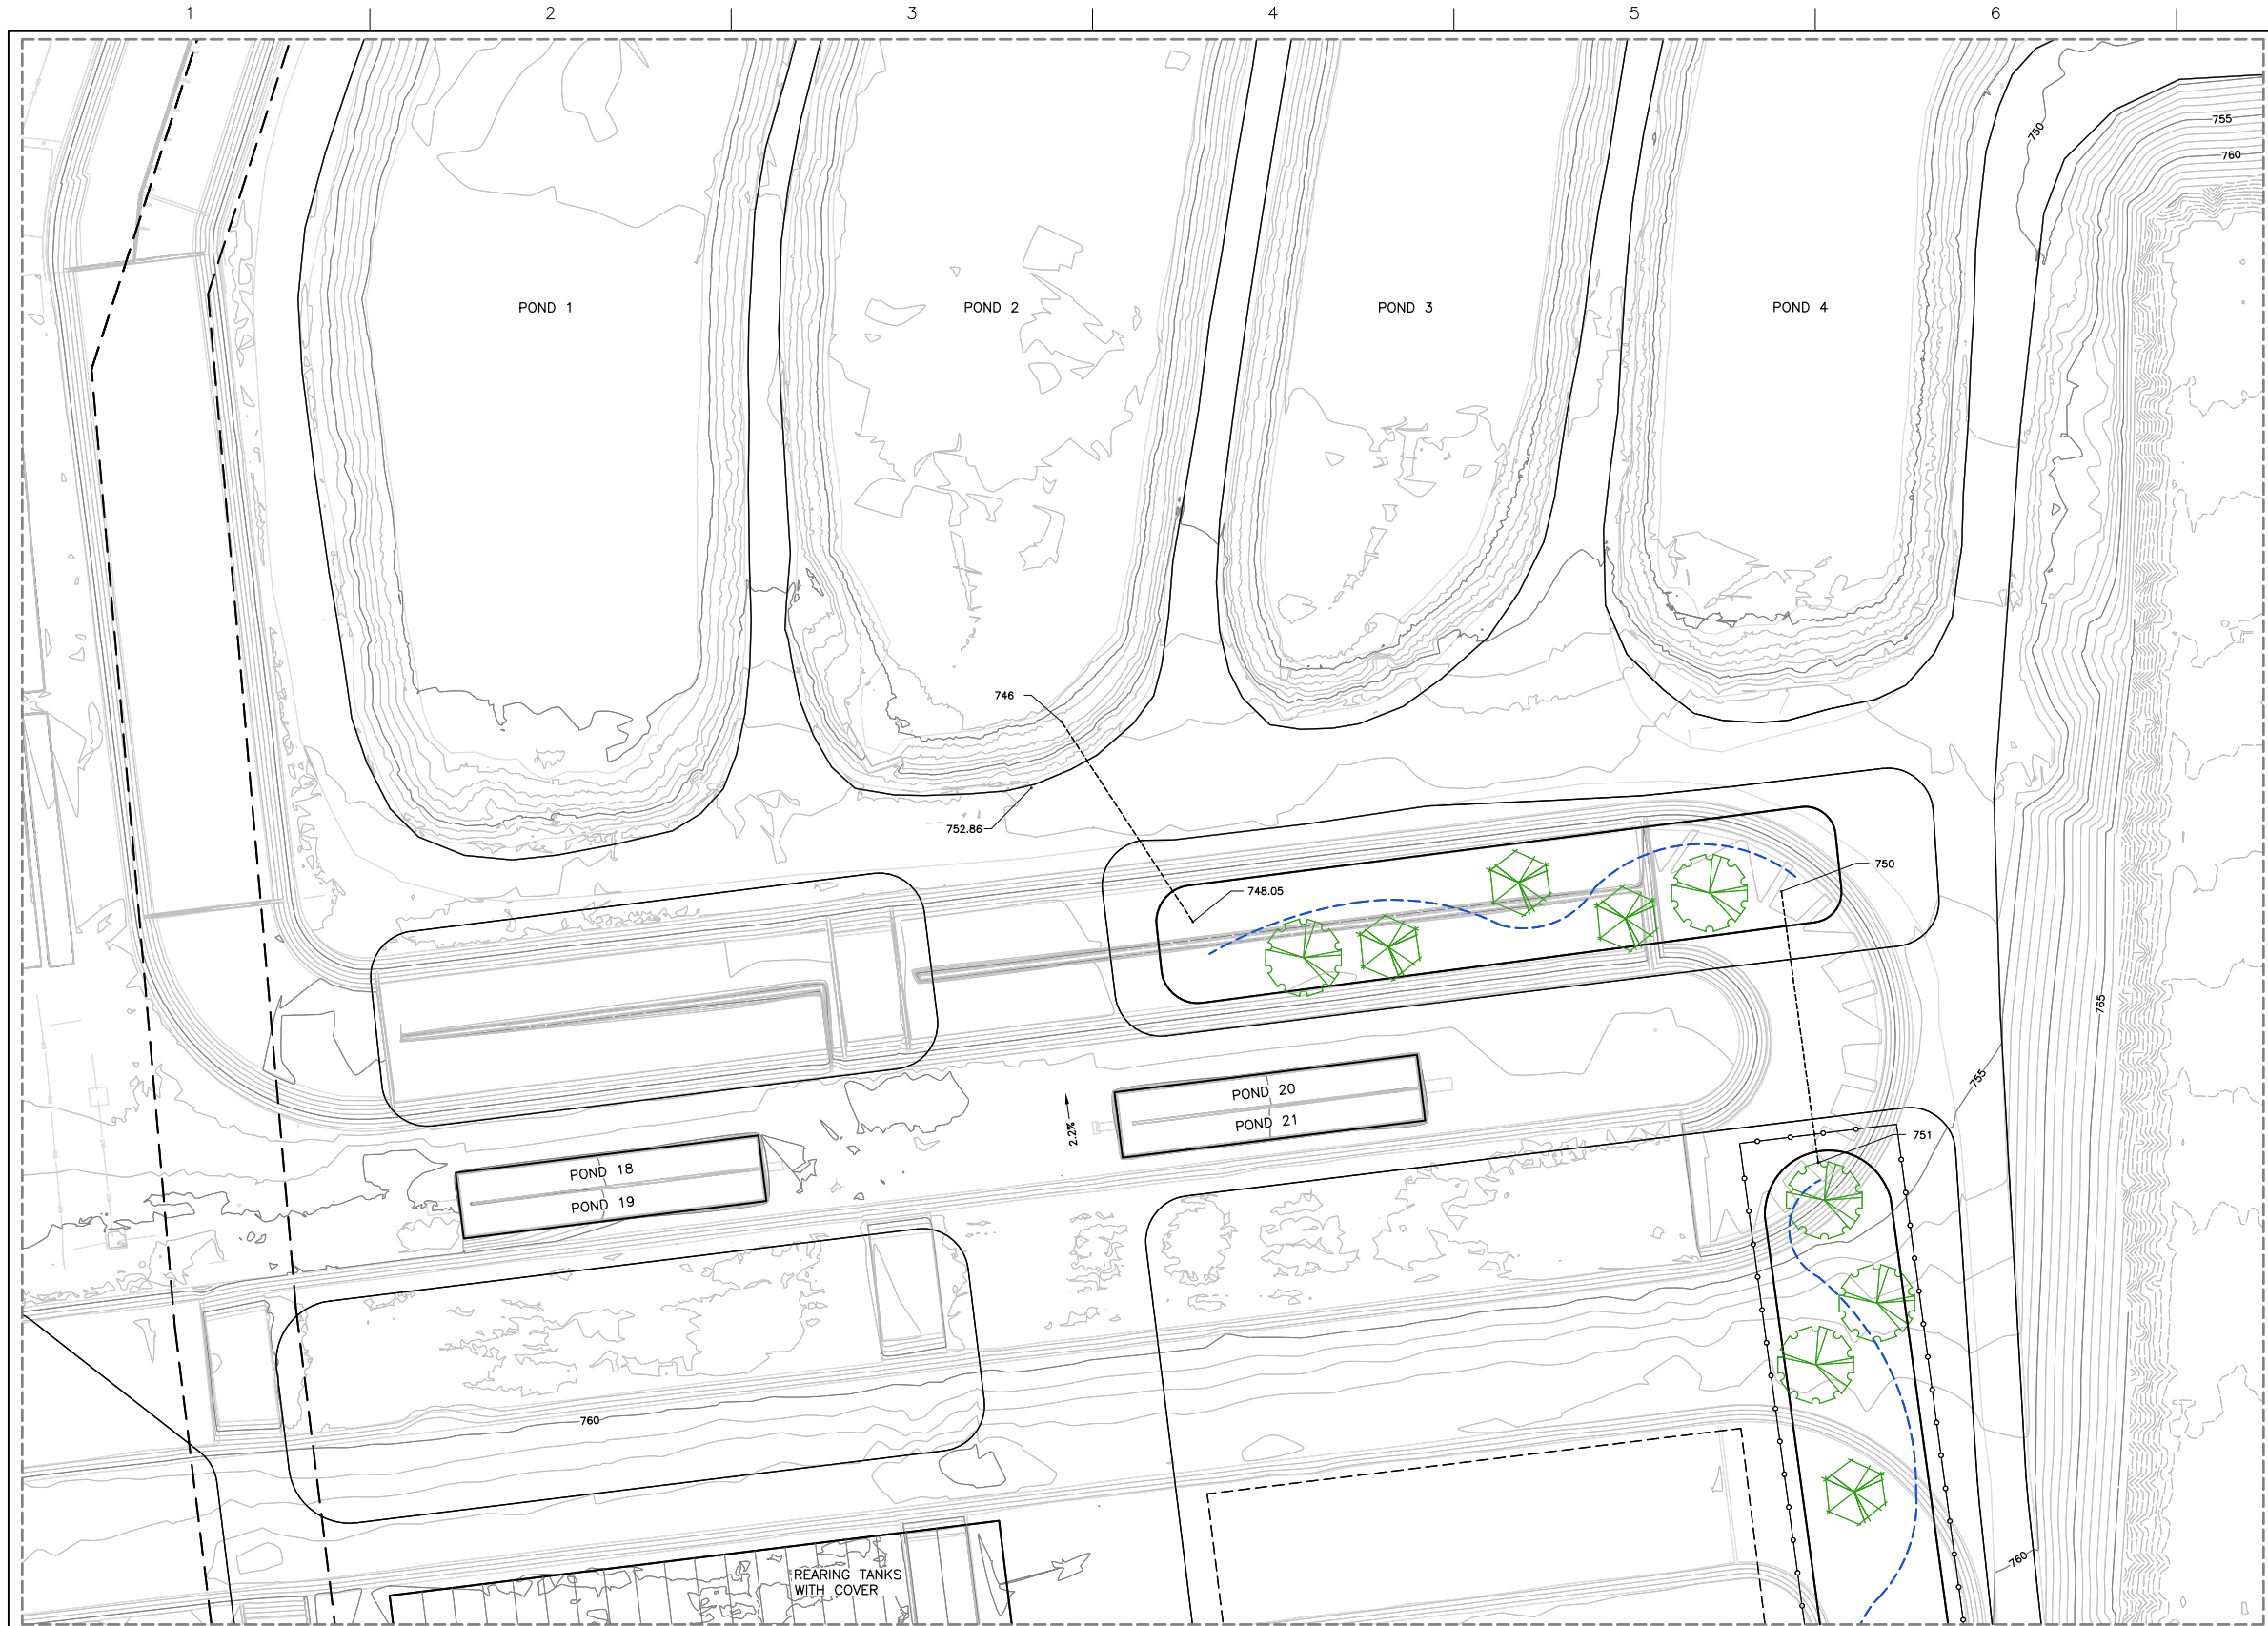 1 2 3 4 5 6
750
755
760
POND 1 POND 2 POND 3 POND 4
746
752.86
748.05
750
765
755
POND 20
POND 21
2.2%
751
POND 18
POND 19
760
760
REARING TANKS
WITH COVER